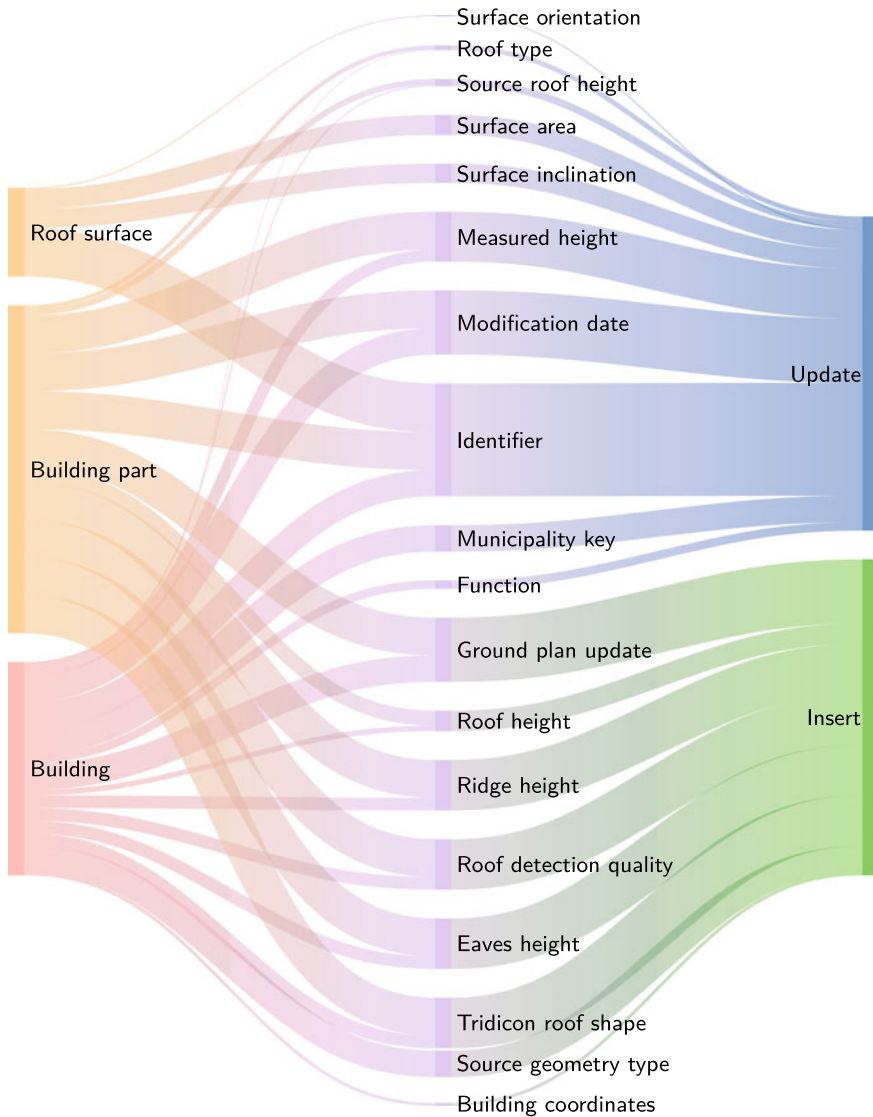 Surface orientation
Roof type
Source roof height
Surface area
Surface inclination
Roof surface
Measured height
Modification date
Update
Identifier
Building part
Municipality key
Function
Ground plan update
Roof height
Insert
Building
Ridge height
Roof detection quality
Eaves height
Tridicon roof shape
Source geometry type
Building coordinates